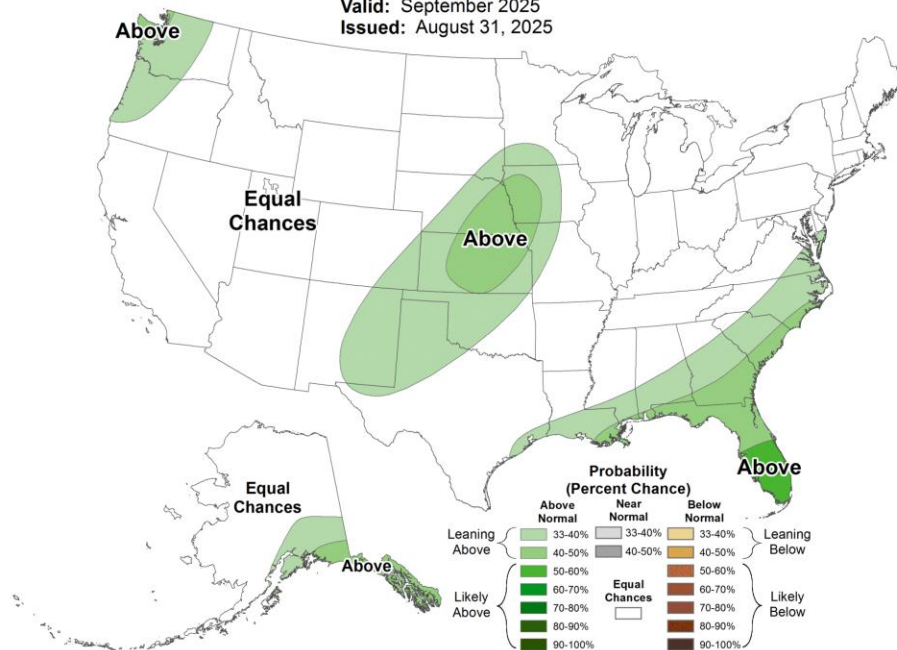 Valid: September 2025
Issued: August 31, 2025
Above
Equal
Chances
Above
Above
Equal
Chances
Above
Probability
(Percent Chance)
Above
Normal
Near
Normal
Below
Normal
Leaning
Above
33-40%
33-40%
33-40%
Leaning
Below
40-50%
40-50%
40-50%
Likely
Above
50-60%
Equal
Chances
50-60%
Likely
Below
60-70%
60-70%
70-80%
70-80%
80-90%
80-90%
90-100%
90-100%